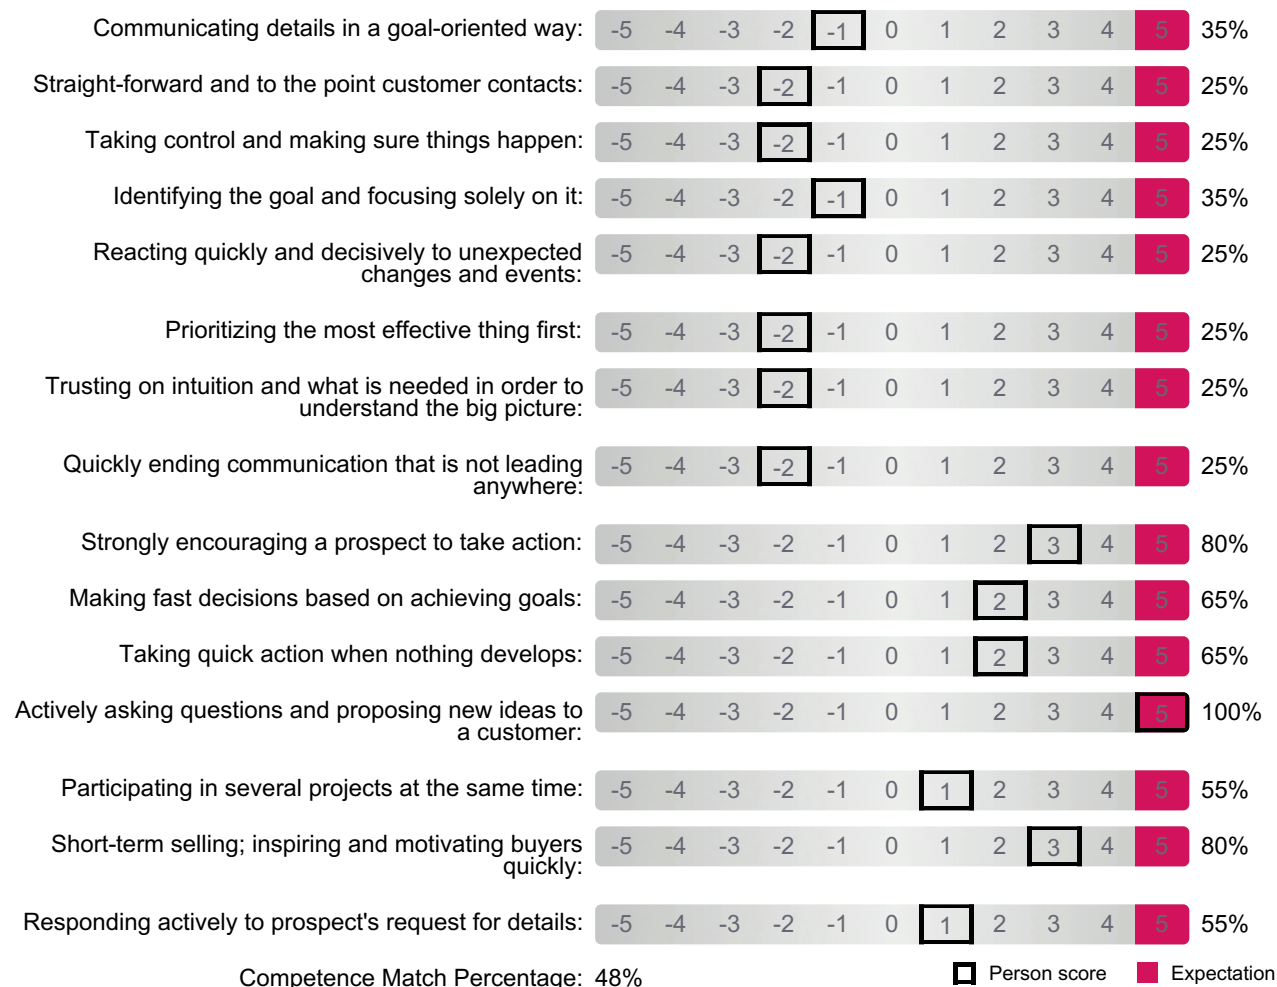 Communicating details in a goal-oriented way: -5 -4 -3 -2 -1 0 1 2 3 4 5 35%
Straight-forward and to the point customer contacts: -5 -4 -3 -2 -1 0 1 2 3 4 5 25%
Taking control and making sure things happen: -5 -4 -3 -2 -1 0 1 2 3 4 5 25%
Identifying the goal and focusing solely on it: -5 -4 -3 -2 -1 0 1 2 3 4 5 35%
Reacting quickly and decisively to unexpected
changes and events: -5 -4 -3 -2 -1 0 1 2 3 4 5 25%
Prioritizing the most effective thing first: -5 -4 -3 -2 -1 0 1 2 3 4 5 25%
Trusting on intuition and what is needed in order to
understand the big picture: -5 -4 -3 -2 -1 0 1 2 3 4 5 25%
Quickly ending communication that is not leading
anywhere: -5 -4 -3 -2 -1 0 1 2 3 4 5 25%
Strongly encouraging a prospect to take action: -5 -4 -3 -2 -1 0 1 2 3 4 5 80%
Making fast decisions based on achieving goals: -5 -4 -3 -2 -1 0 1 2 3 4 5 65%
Taking quick action when nothing develops: -5 -4 -3 -2 -1 0 1 2 3 4 5 65%
Actively asking questions and proposing new ideas to
a customer: -5 -4 -3 -2 -1 0 1 2 3 4 5 100%
Participating in several projects at the same time: -5 -4 -3 -2 -1 0 1 2 3 4 5 55%
Short-term selling; inspiring and motivating buyers
quickly: -5 -4 -3 -2 -1 0 1 2 3 4 5 80%
Responding actively to prospect's request for details: -5 -4 -3 -2 -1 0 1 2 3 4 5 55%
Competence Match Percentage: 48% Person score Expectation